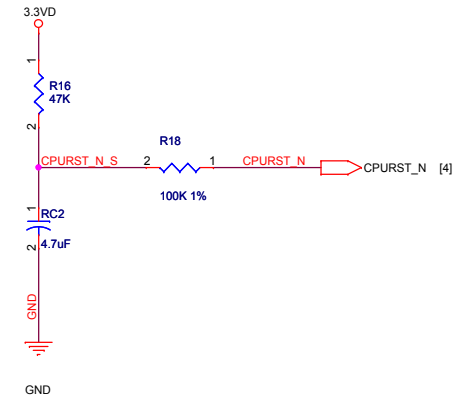 3.3VD
1
R16
47K
2
R18
CPURST_N_S
2
1
CPURST_N
CPURST_N [4]
100K 1%
1
RC2
2
4.7uF
GND
GND